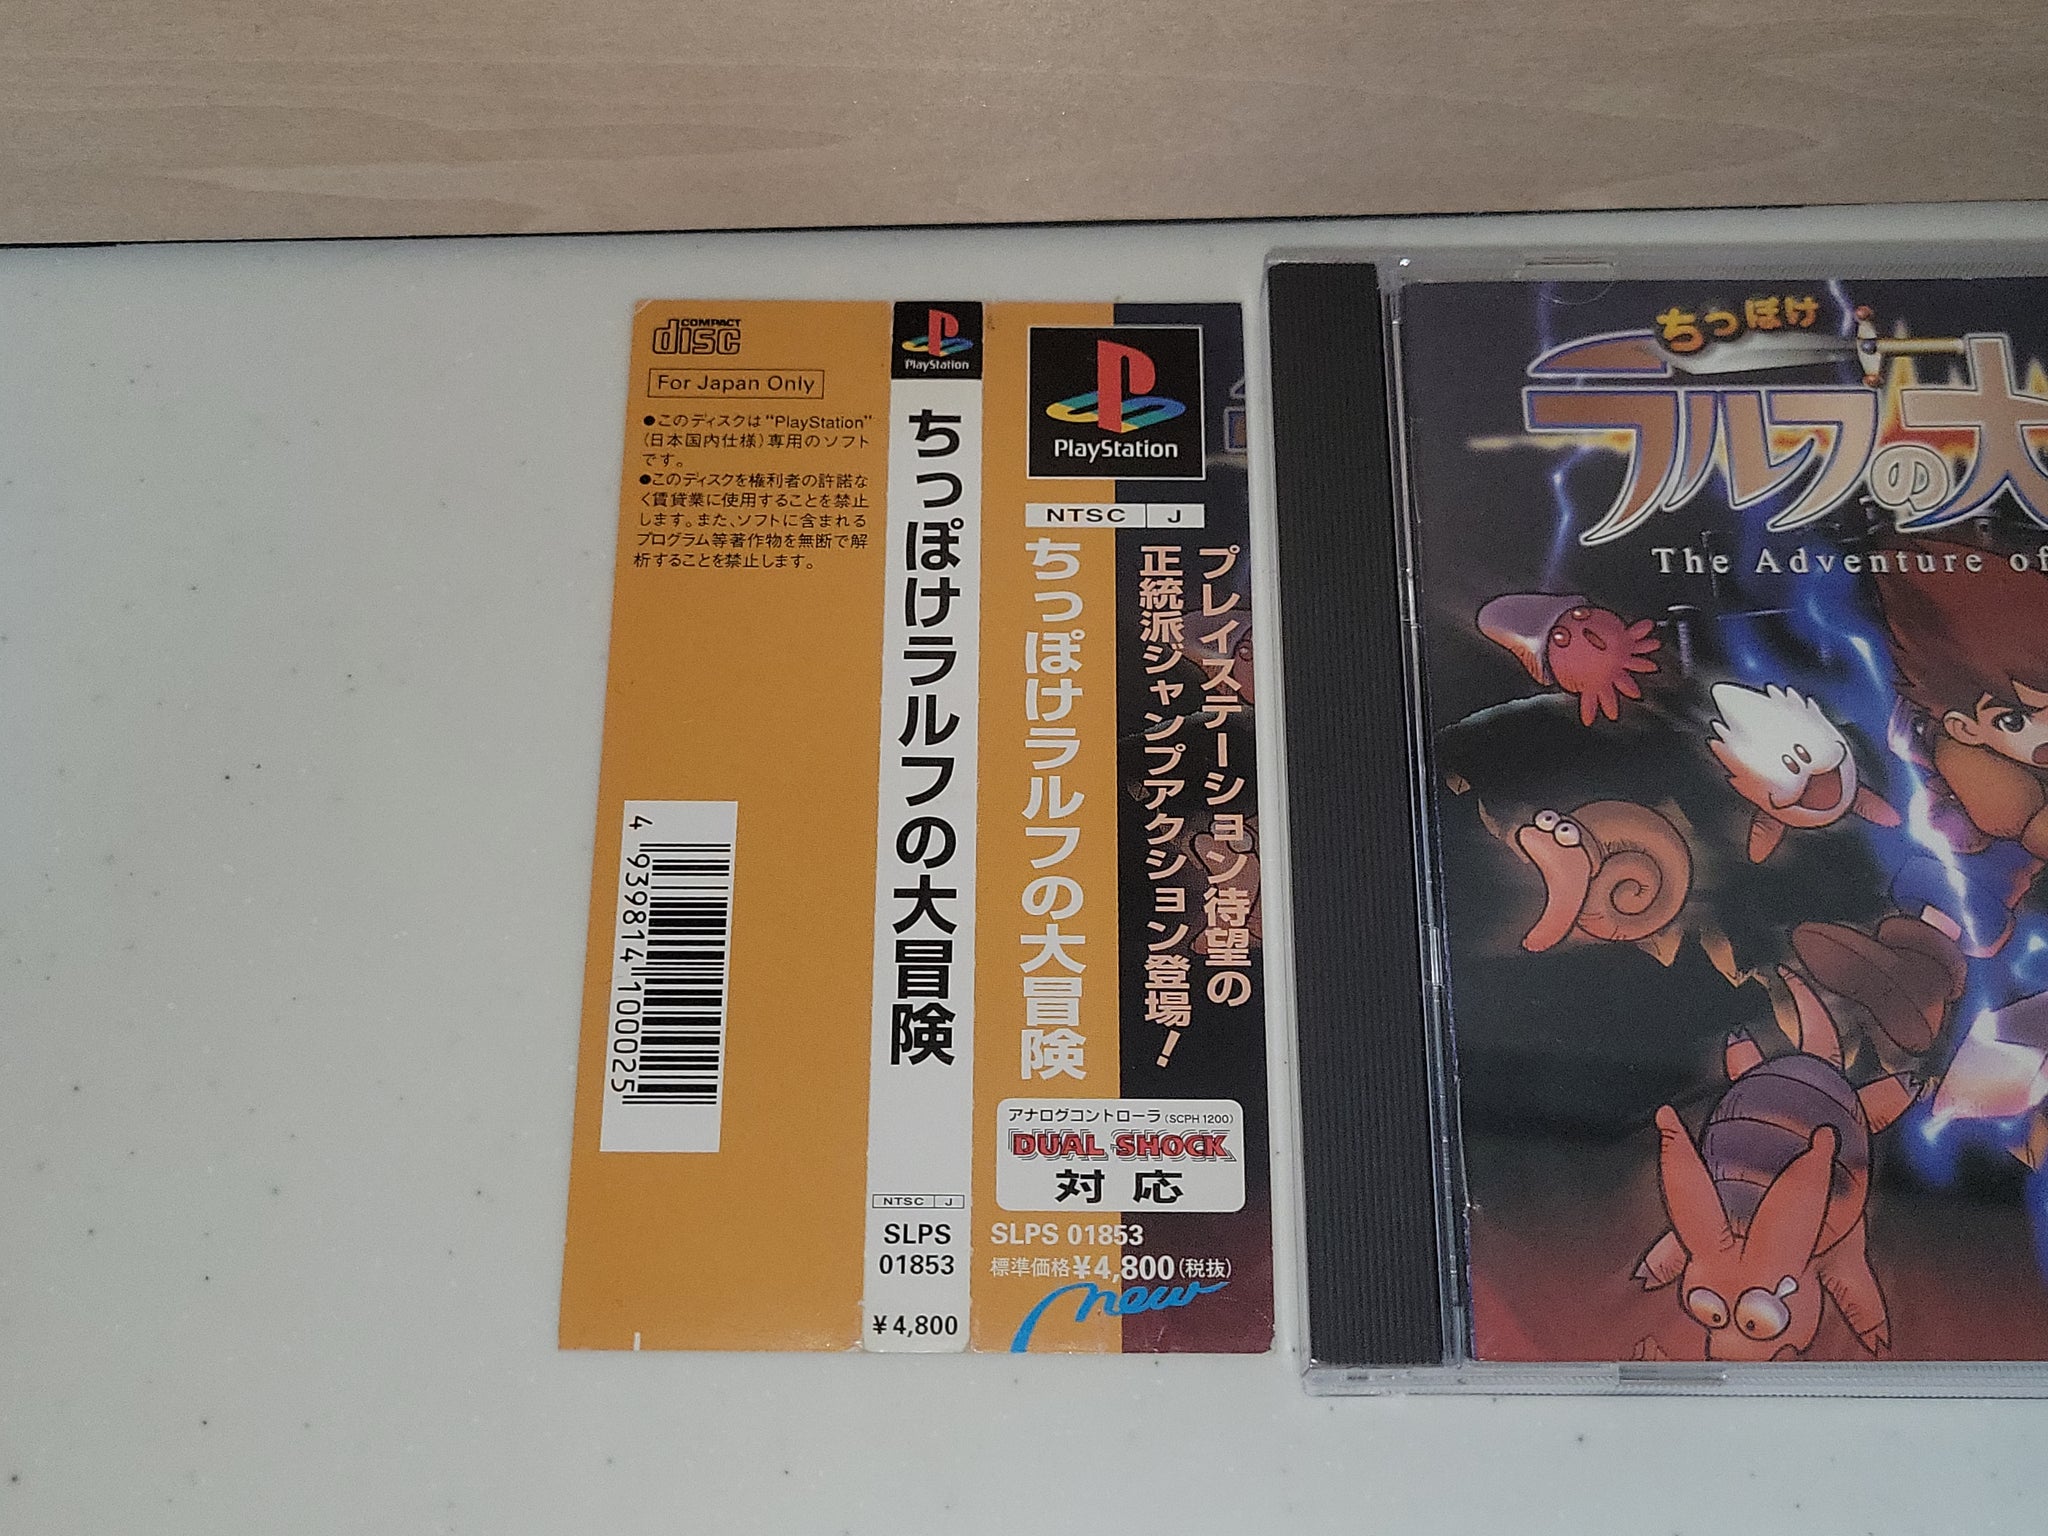 COMPACT
disc
For Japan Only
●このディスクは"PlayStation"
(日本国内仕様)専用のソフト
です。
●このディスクを権利者の許諾な
く賃貸業に使用することを禁止
します。また、ソフトに含まれる
プログラム等著作物を無断で解
析することを禁止します。
4 939814 100025
PlayStation
ちっぽけラルフの大冒険
NTSC J
SLPS
01853
¥4,800
PlayStation
NTSC J
プレイステーション待望の
正統派ジャンプアクション登場!
ちっぽけラルフの大冒険
アナログコントローラ(SCPH 1200)
DUAL SHOCK
対応
SLPS 01853
標準価格¥4,800(税抜)
new
ちっぽけ
ラルフの大
The Adventure of